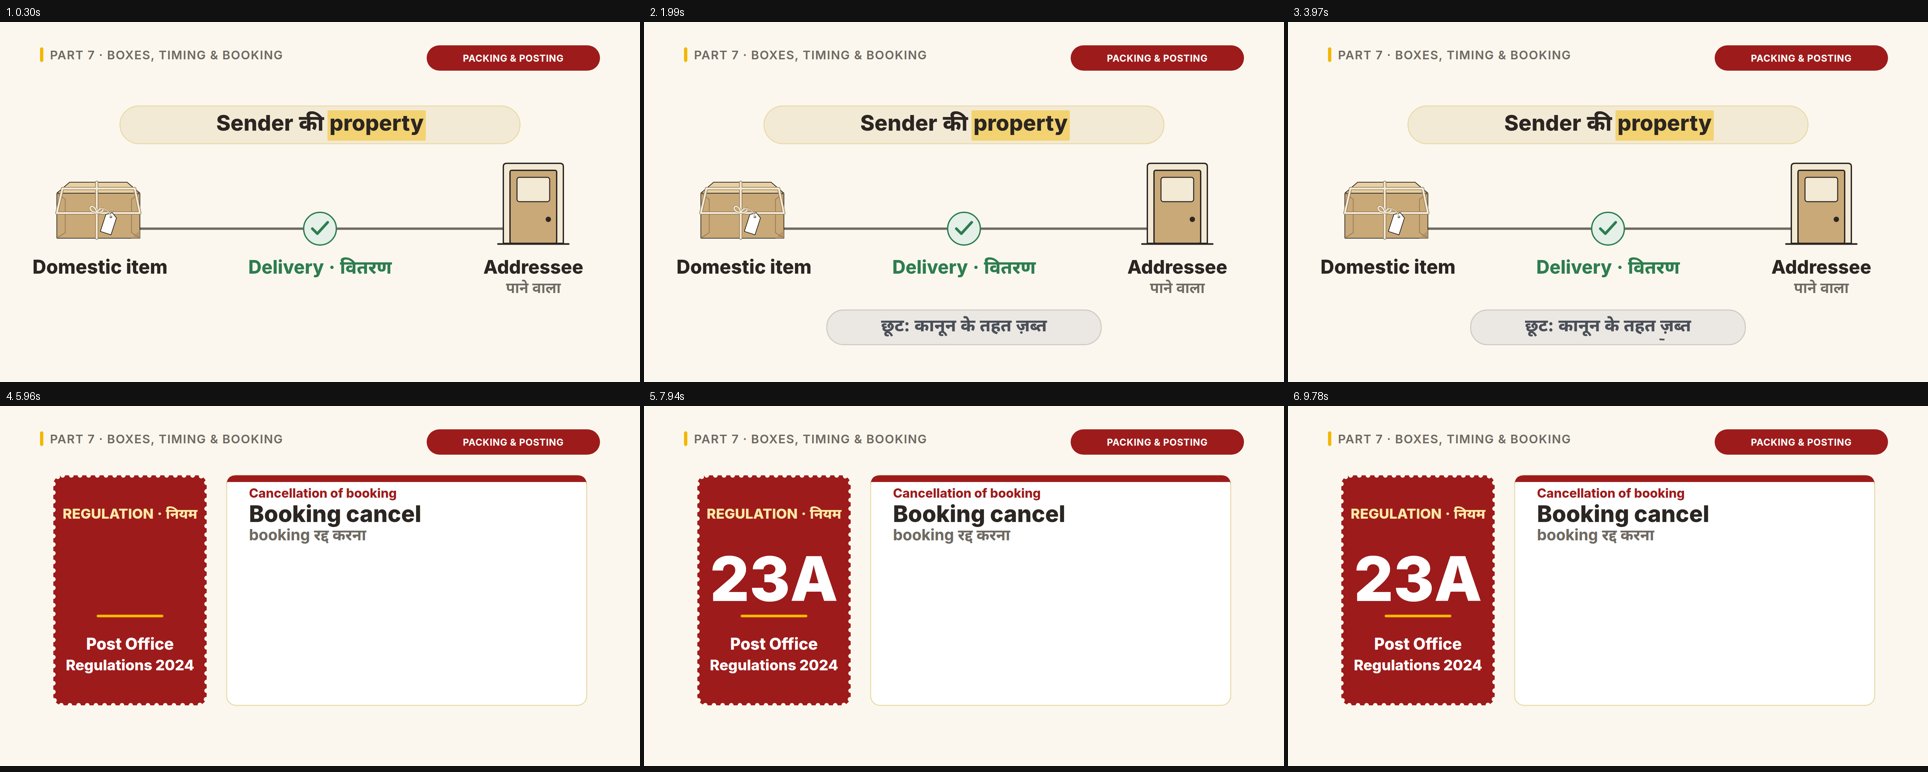 1. 0.30s
PART 7 · BOXES, TIMING & BOOKING
PACKING & POSTING
Sender की property
Domestic item
Delivery · वितरण
Addressee
पाने वाला
2. 1.99s
PART 7 · BOXES, TIMING & BOOKING
PACKING & POSTING
Sender की property
Domestic item
Delivery · वितरण
Addressee
पाने वाला
छूट: कानून के तहत ज़ब्त
3. 3.97s
PART 7 · BOXES, TIMING & BOOKING
PACKING & POSTING
Sender की property
Domestic item
Delivery · वितरण
Addressee
पाने वाला
छूट: कानून के तहत ज़ब्त
4. 5.96s
PART 7 · BOXES, TIMING & BOOKING
PACKING & POSTING
REGULATION · नियम
Post Office
Regulations 2024
Cancellation of booking
Booking cancel
booking रद्द करना
5. 7.94s
PART 7 · BOXES, TIMING & BOOKING
PACKING & POSTING
REGULATION · नियम
23A
Post Office
Regulations 2024
Cancellation of booking
Booking cancel
booking रद्द करना
6. 9.78s
PART 7 · BOXES, TIMING & BOOKING
PACKING & POSTING
REGULATION · नियम
23A
Post Office
Regulations 2024
Cancellation of booking
Booking cancel
booking रद्द करना